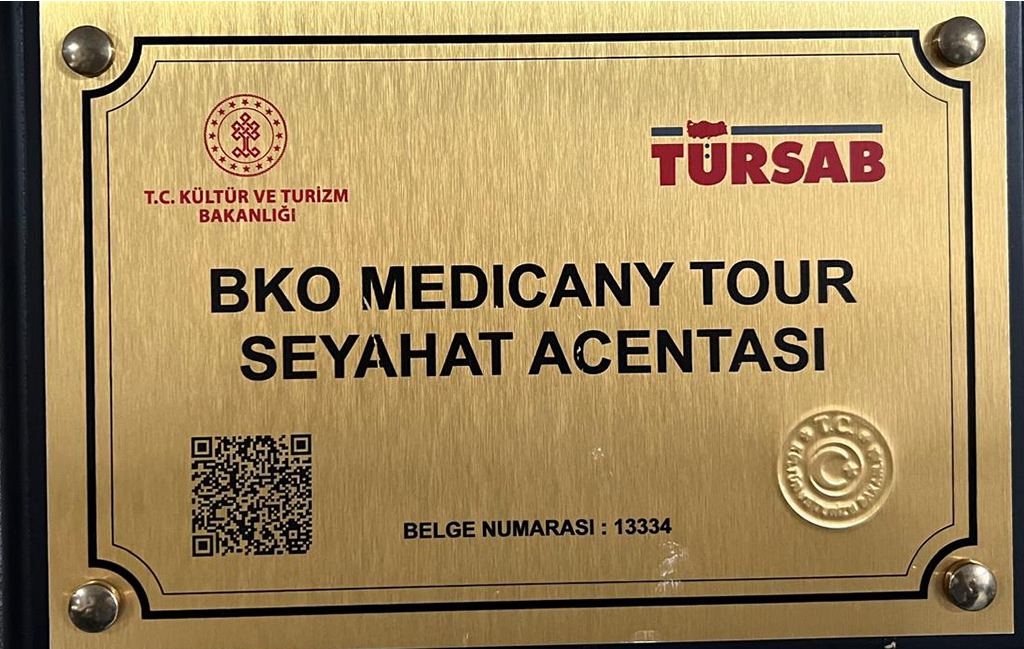 T.C. KÜLTÜR VE TURİZM
BAKANLIĞI
TÜRSAB
BKO MEDICANY TOUR
SEYAHAT ACENTASI
BELGE NUMARASI : 13334
T.C.